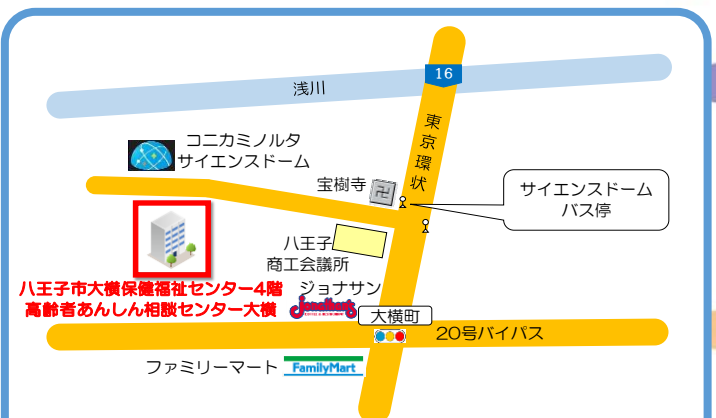 16
浅川
東京環状
コニカミノルタ
サイエンスドーム
宝樹寺
卍
サイエンスドーム
バス停
八王子
商工会議所
八王子市大横保健福祉センター4階
高齢者あんしん相談センター大横
ジョナサン
Jonathan's
大横町
20号バイパス
ファミリーマート
FamilyMart